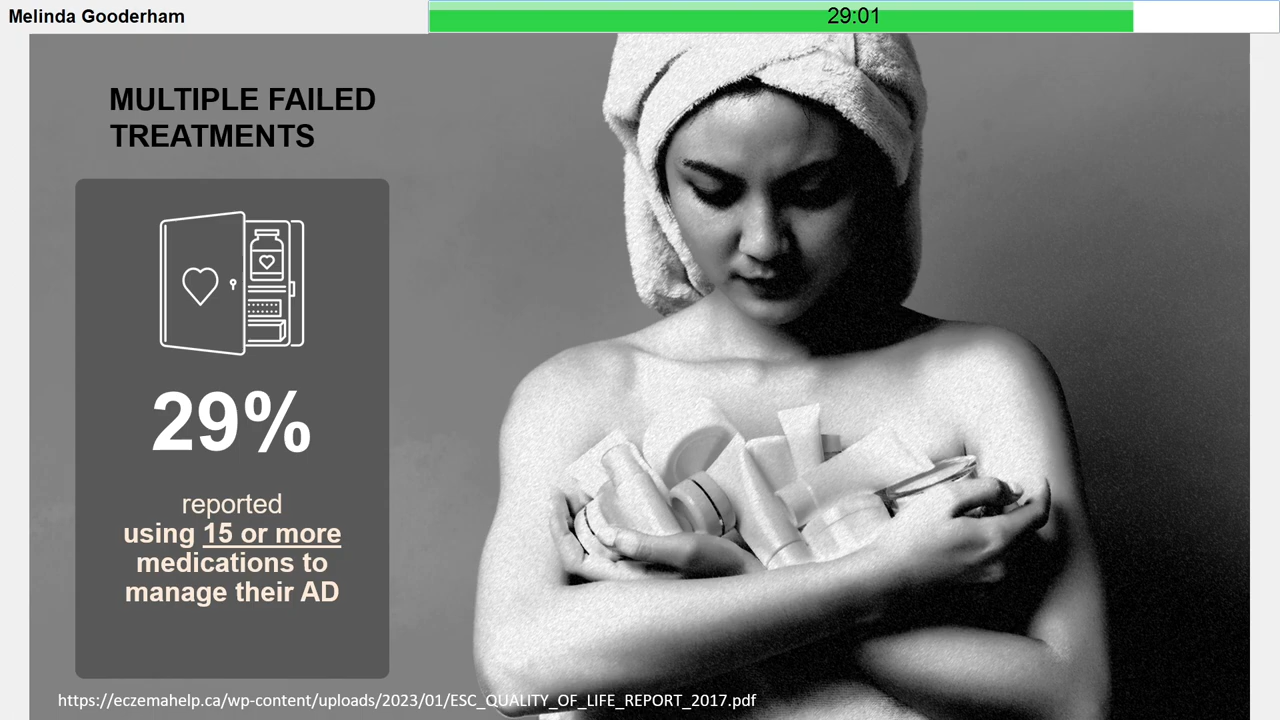 Melinda Gooderham
29:01
MULTIPLE FAILED
TREATMENTS
29%
reported
using 15 or more
medications to
manage their AD
https://eczemahelp.ca/wp-content/uploads/2023/01/ESC_QUALITY_OF_LIFE_REPORT_2017.pdf